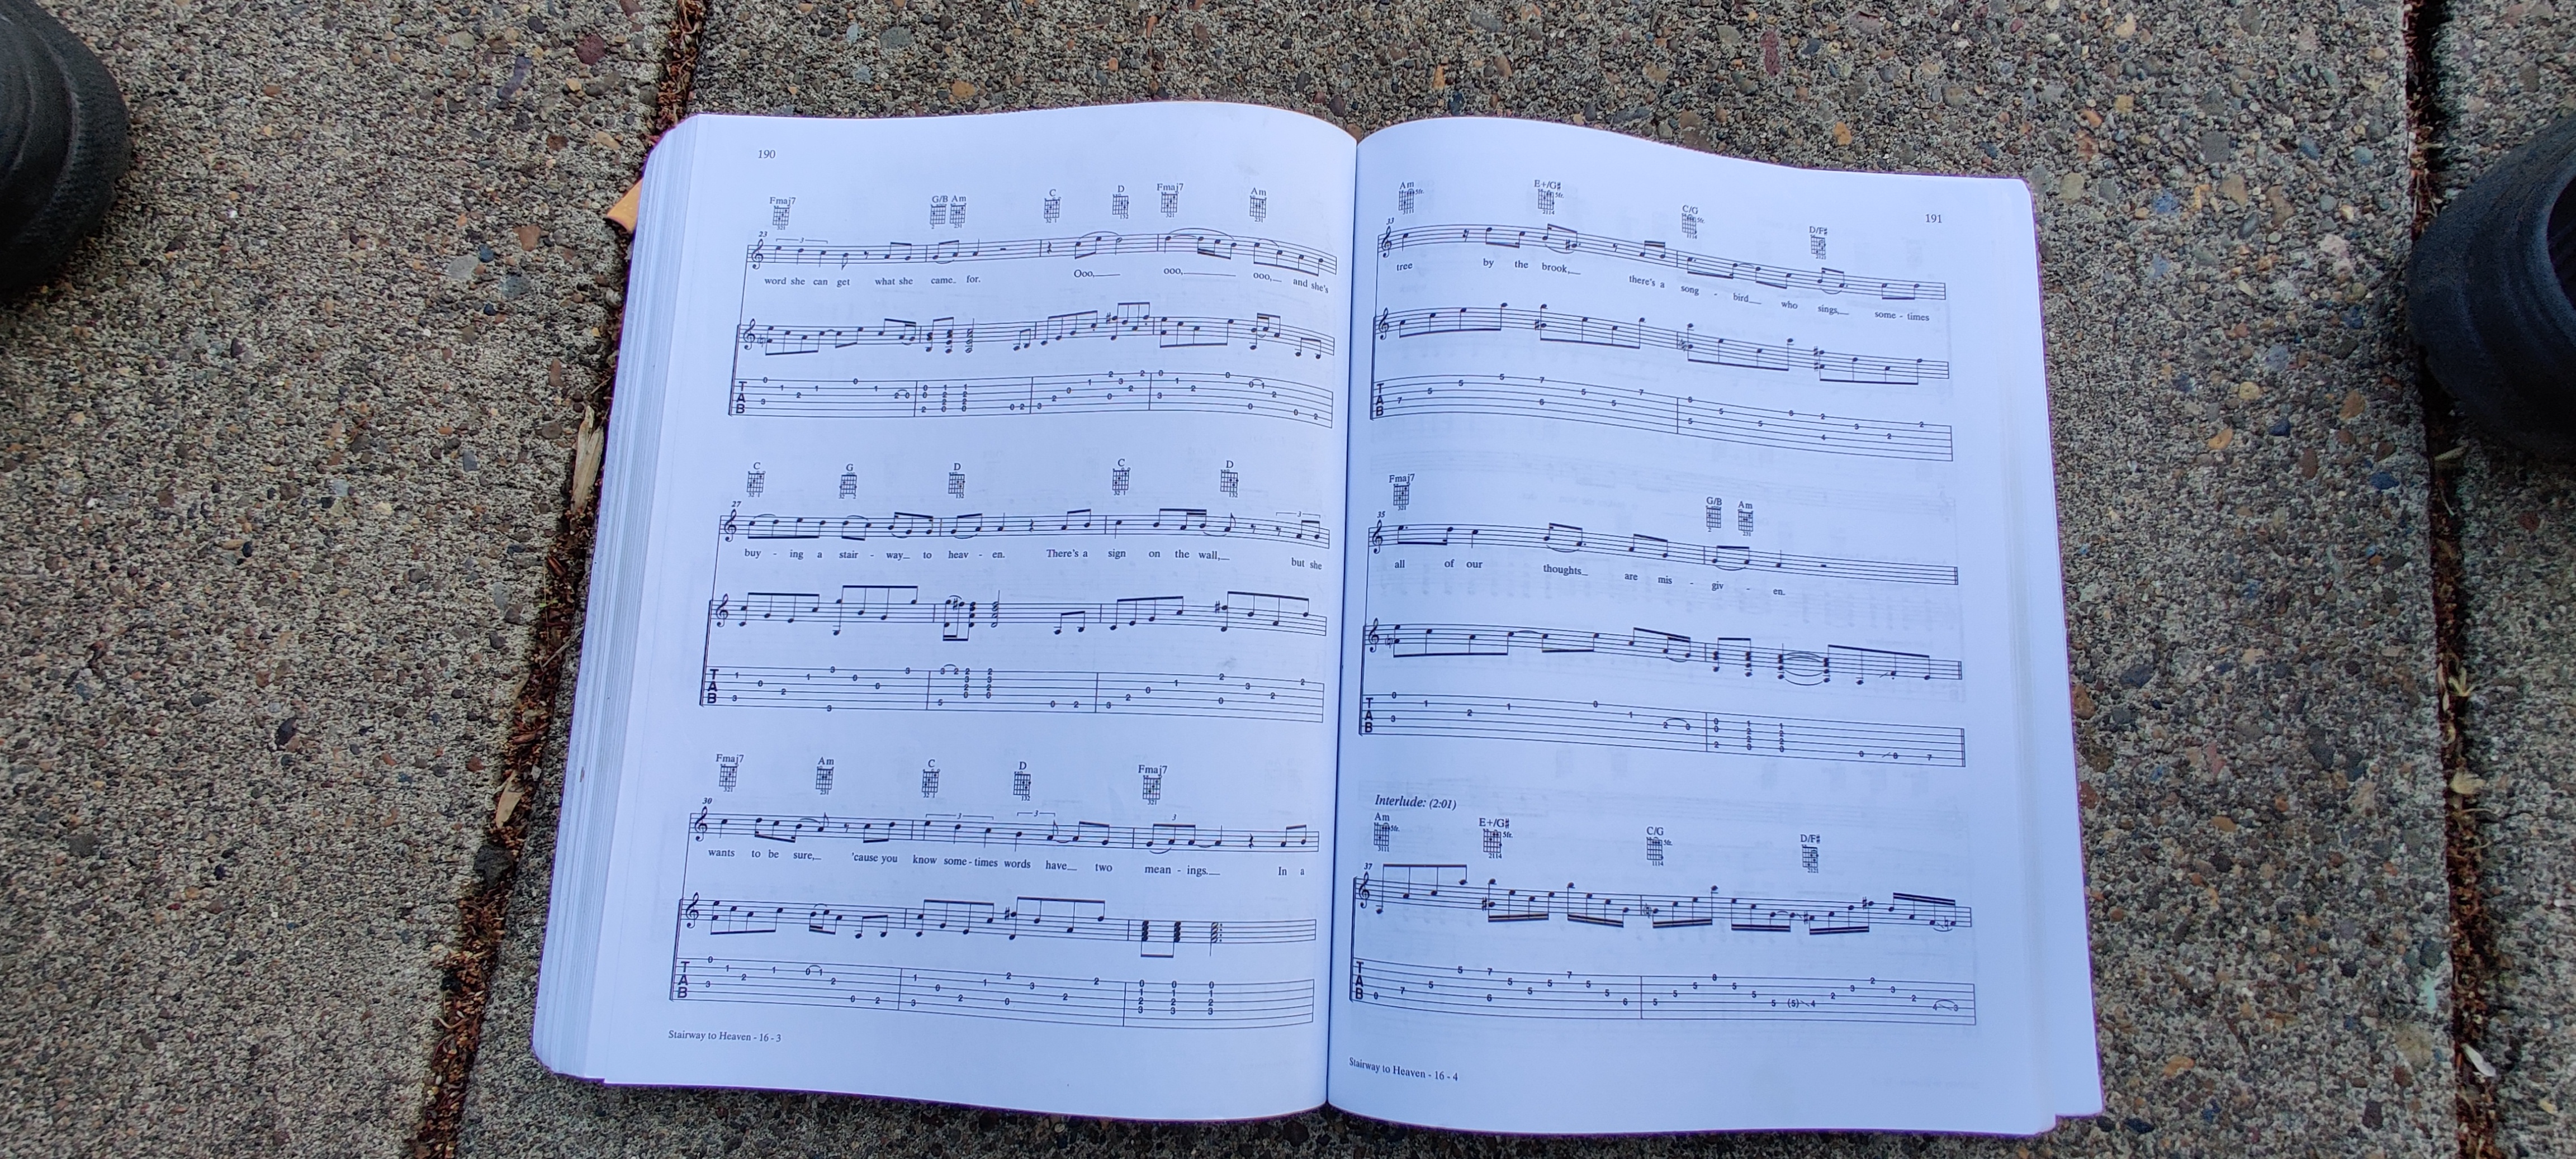 190
Fmaj7 G/B Am C D Fmaj7 Am
23
word she can get what she came for. Ooo, ooo, ooo, and she's
T
A
B
C G D C D
27
buy - ing a stair - way to heav - en. There's a sign on the wall, but she
T
A
B
Fmaj7 Am C D Fmaj7
30
wants to be sure, 'cause you know some - times words have two mean - ings. In a
T
A
B
Stairway to Heaven - 16 - 3
191
Am E+/G# C/G D/F#
33
tree by the brook, there's a song - bird who sings, some - times
T
A
B
Fmaj7 G/B Am
35
all of our thoughts are mis - giv - en.
T
A
B
Interlude: (2:01)
Am E+/G# C/G D/F#
37
T
A
B
Stairway to Heaven - 16 - 4